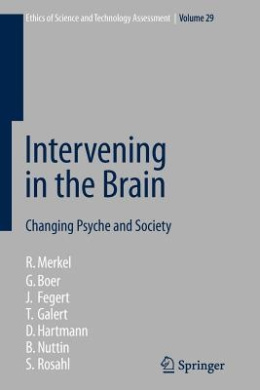 Ethics of Science and Technology Assessment | Volume 29
Intervening
in the Brain
Changing Psyche and Society
R. Merkel
G. Boer
J. Fegert
T. Galert
D. Hartmann
B. Nuttin
S. Rosahl
Springer